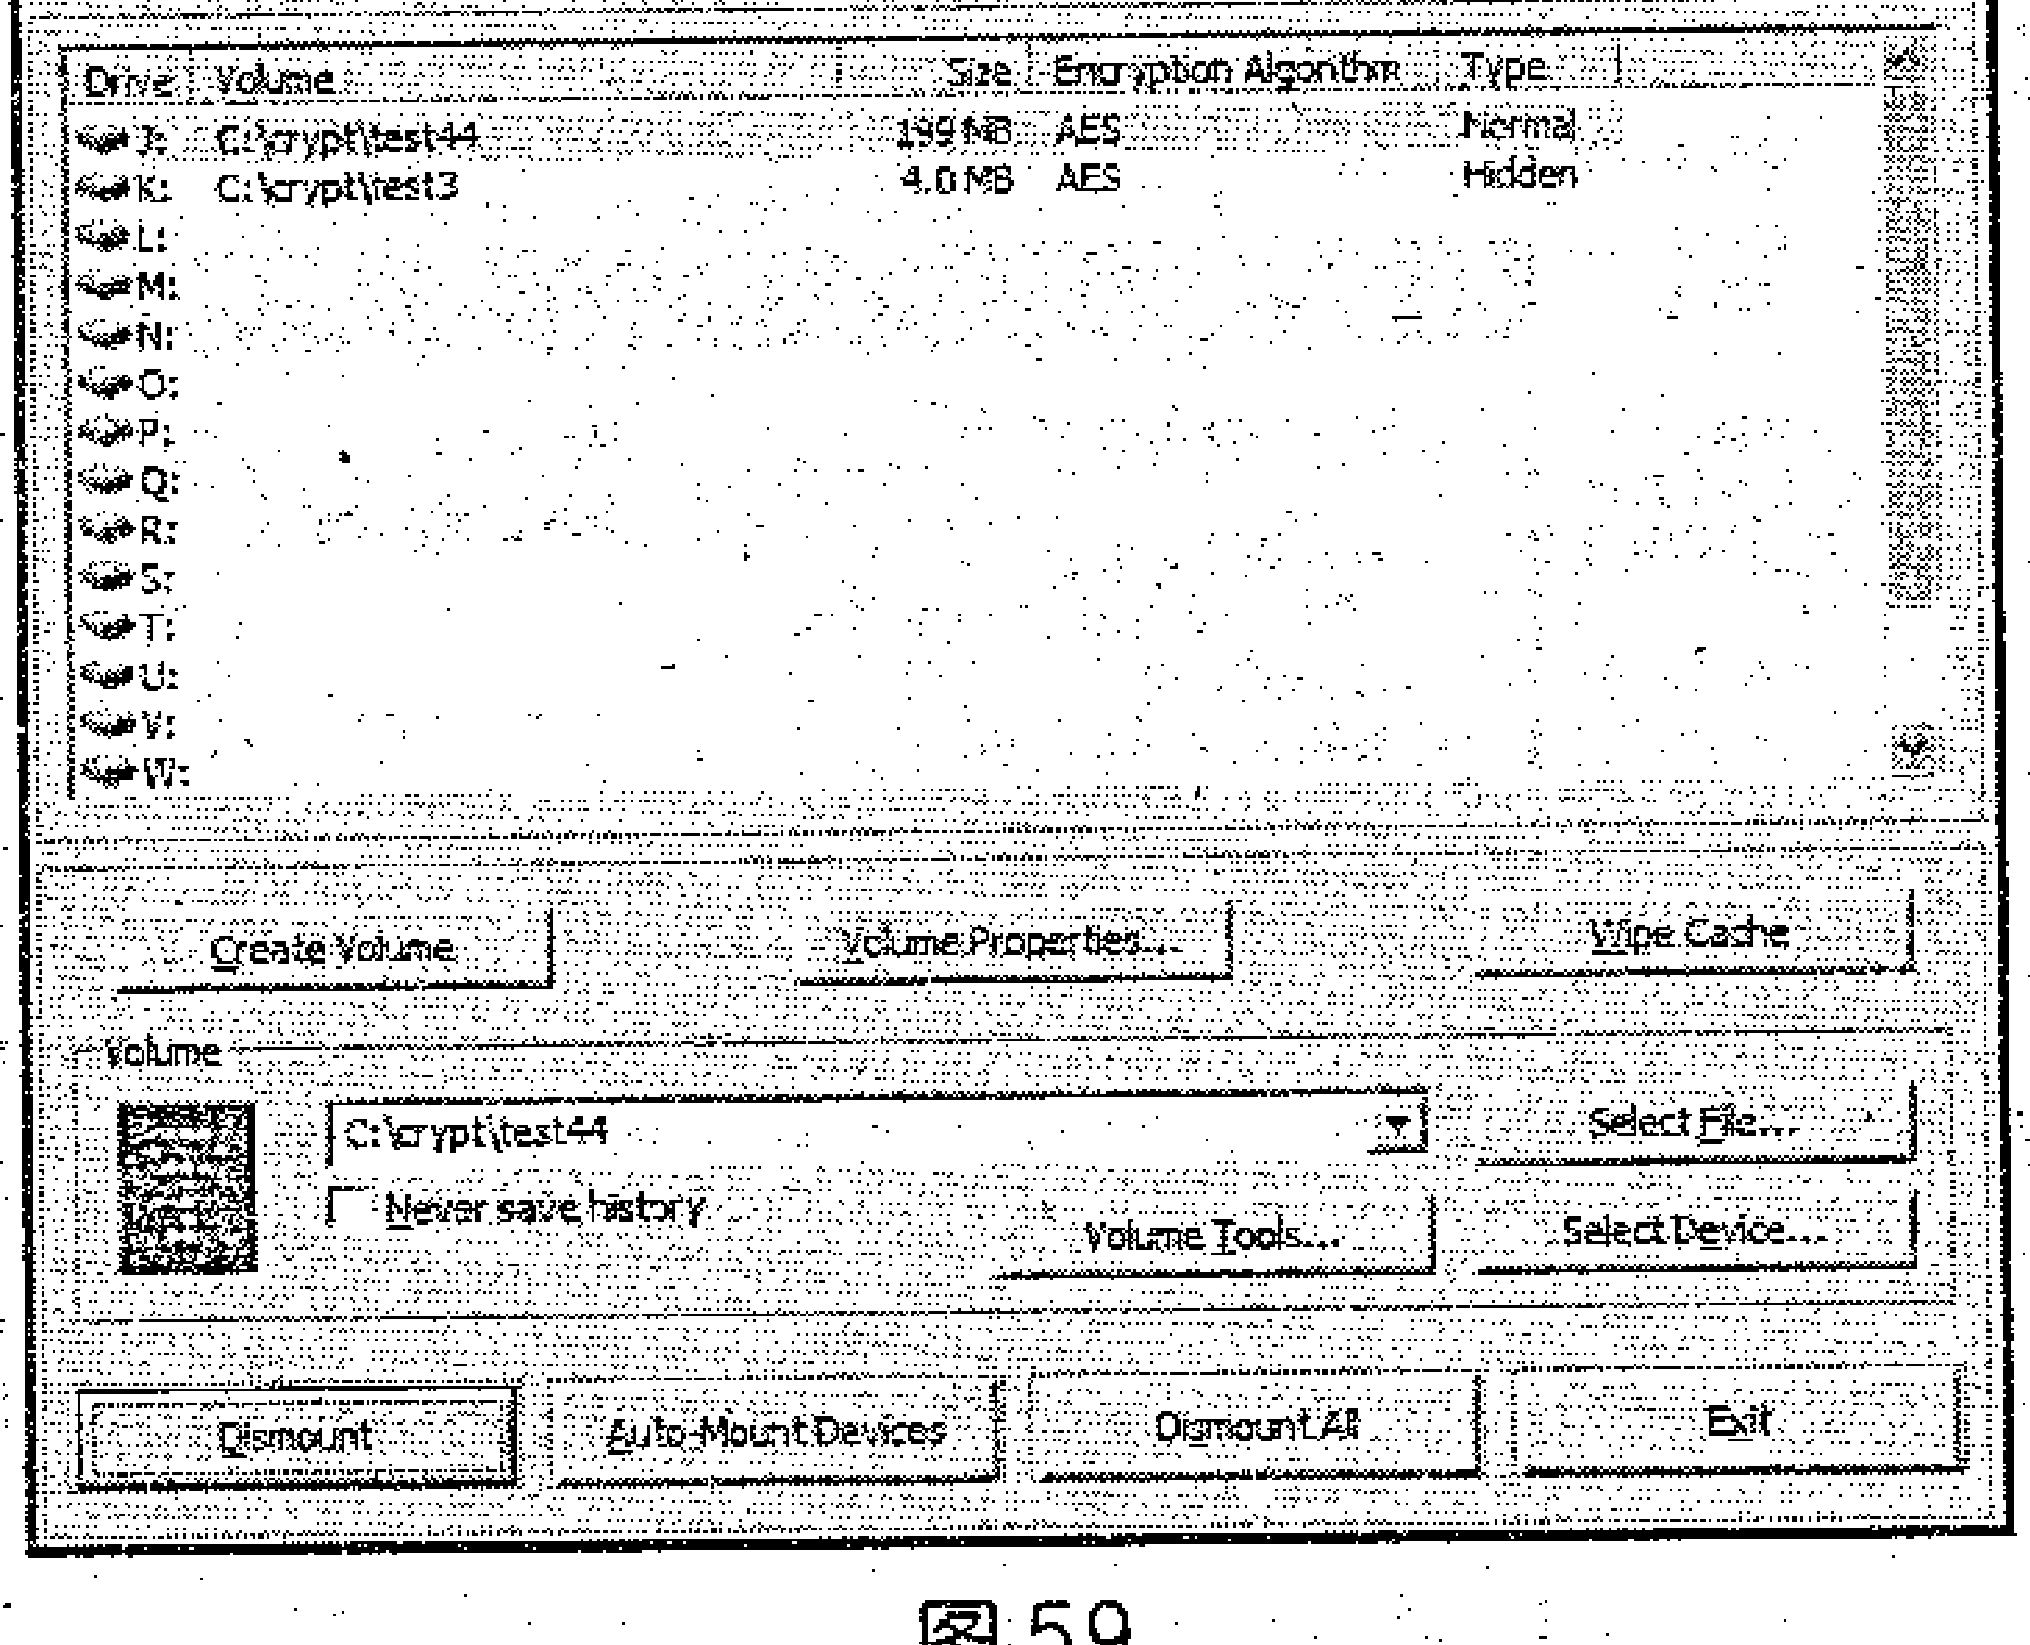 Drive Volume Size Encryption Algorithm Type
J: C:\crypt\test44 199 MB AES Normal
K: C:\crypt\test3 4.0 MB AES Hidden
L:
M:
N:
O:
P:
Q:
R:
S:
T:
U:
V:
W:
Create Volume Volume Properties... Wipe Cache
Volume
C:\crypt\test44 Select File...
Never save history Volume Tools... Select Device...
Dismount Auto-Mount Devices Dismount All Exit
图 59